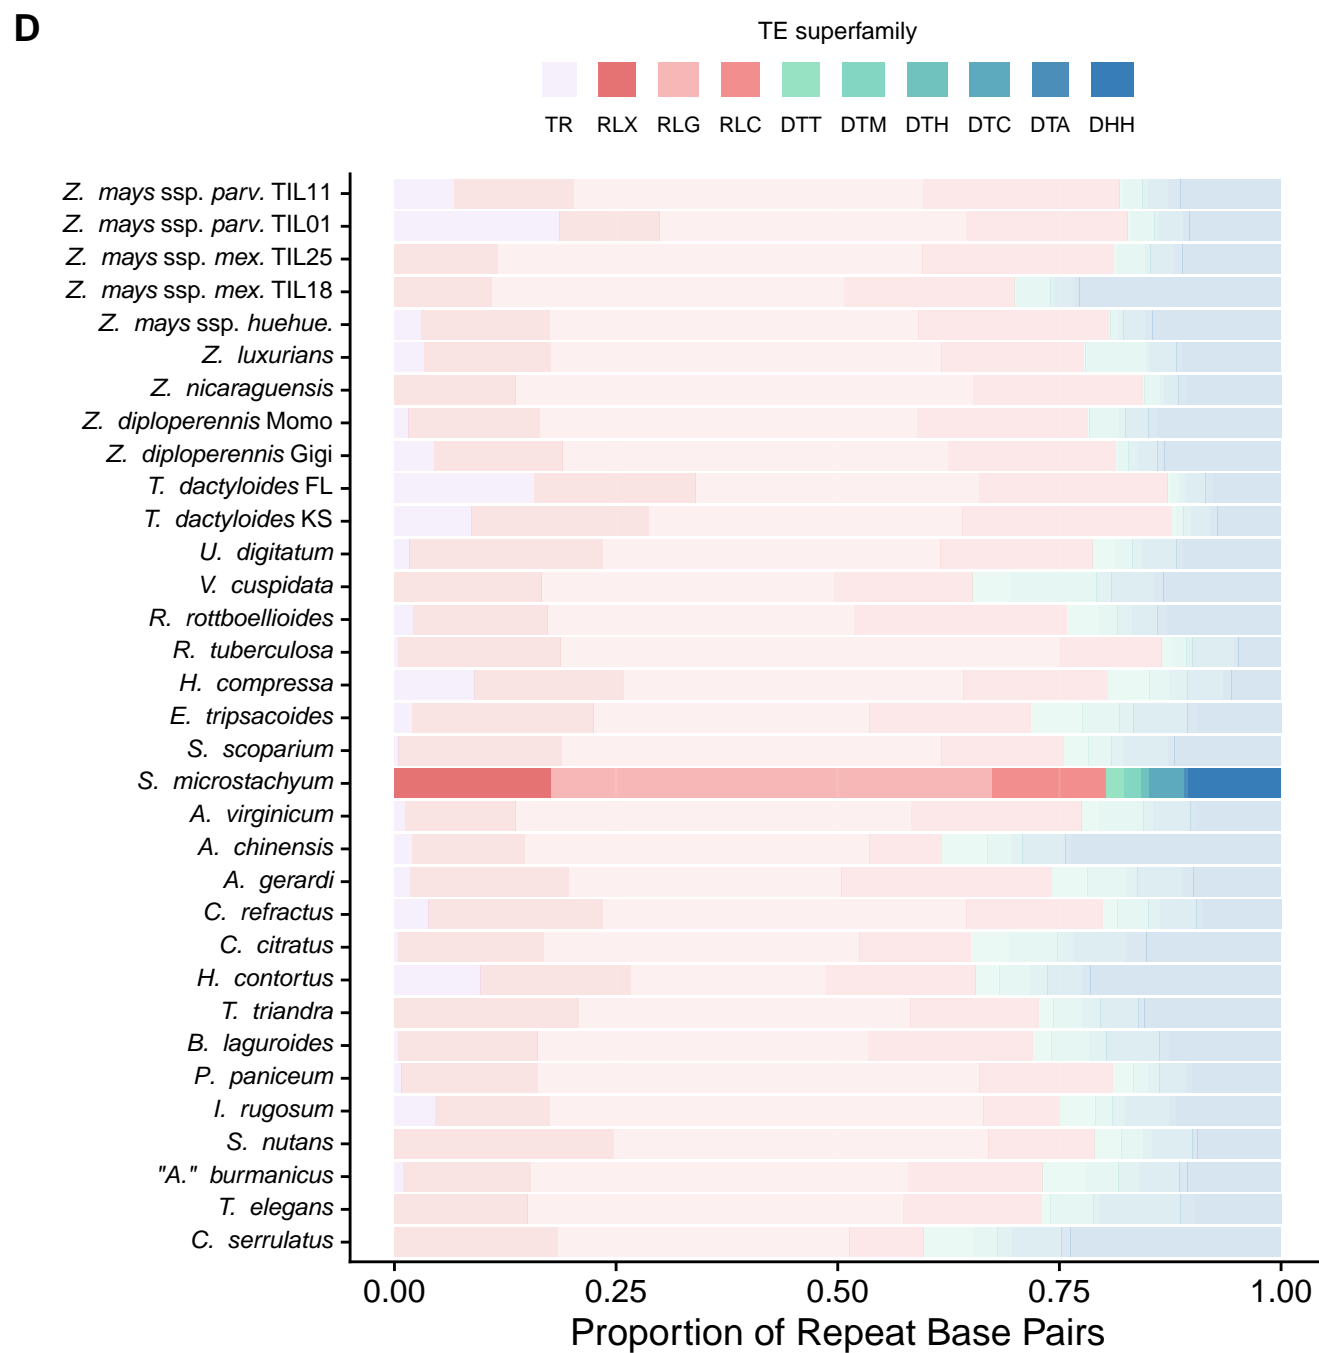 D
TE superfamily
TR RLX RLG RLC DTT DTM DTH DTC DTA DHH
Z. mays ssp. parv. TIL11
Z. mays ssp. parv. TIL01
Z. mays ssp. mex. TIL25
Z. mays ssp. mex. TIL18
Z. mays ssp. huehue.
Z. luxurians
Z. nicaraguensis
Z. diploperennis Momo
Z. diploperennis Gigi
T. dactyloides FL
T. dactyloides KS
U. digitatum
V. cuspidata
R. rottboellioides
R. tuberculosa
H. compressa
E. tripsacoides
S. scoparium
S. microstachyum
A. virginicum
A. chinensis
A. gerardi
C. refractus
C. citratus
H. contortus
T. triandra
B. laguroides
P. paniceum
I. rugosum
S. nutans
"A." burmanicus
T. elegans
C. serrulatus
0.00 0.25 0.50 0.75 1.00
Proportion of Repeat Base Pairs